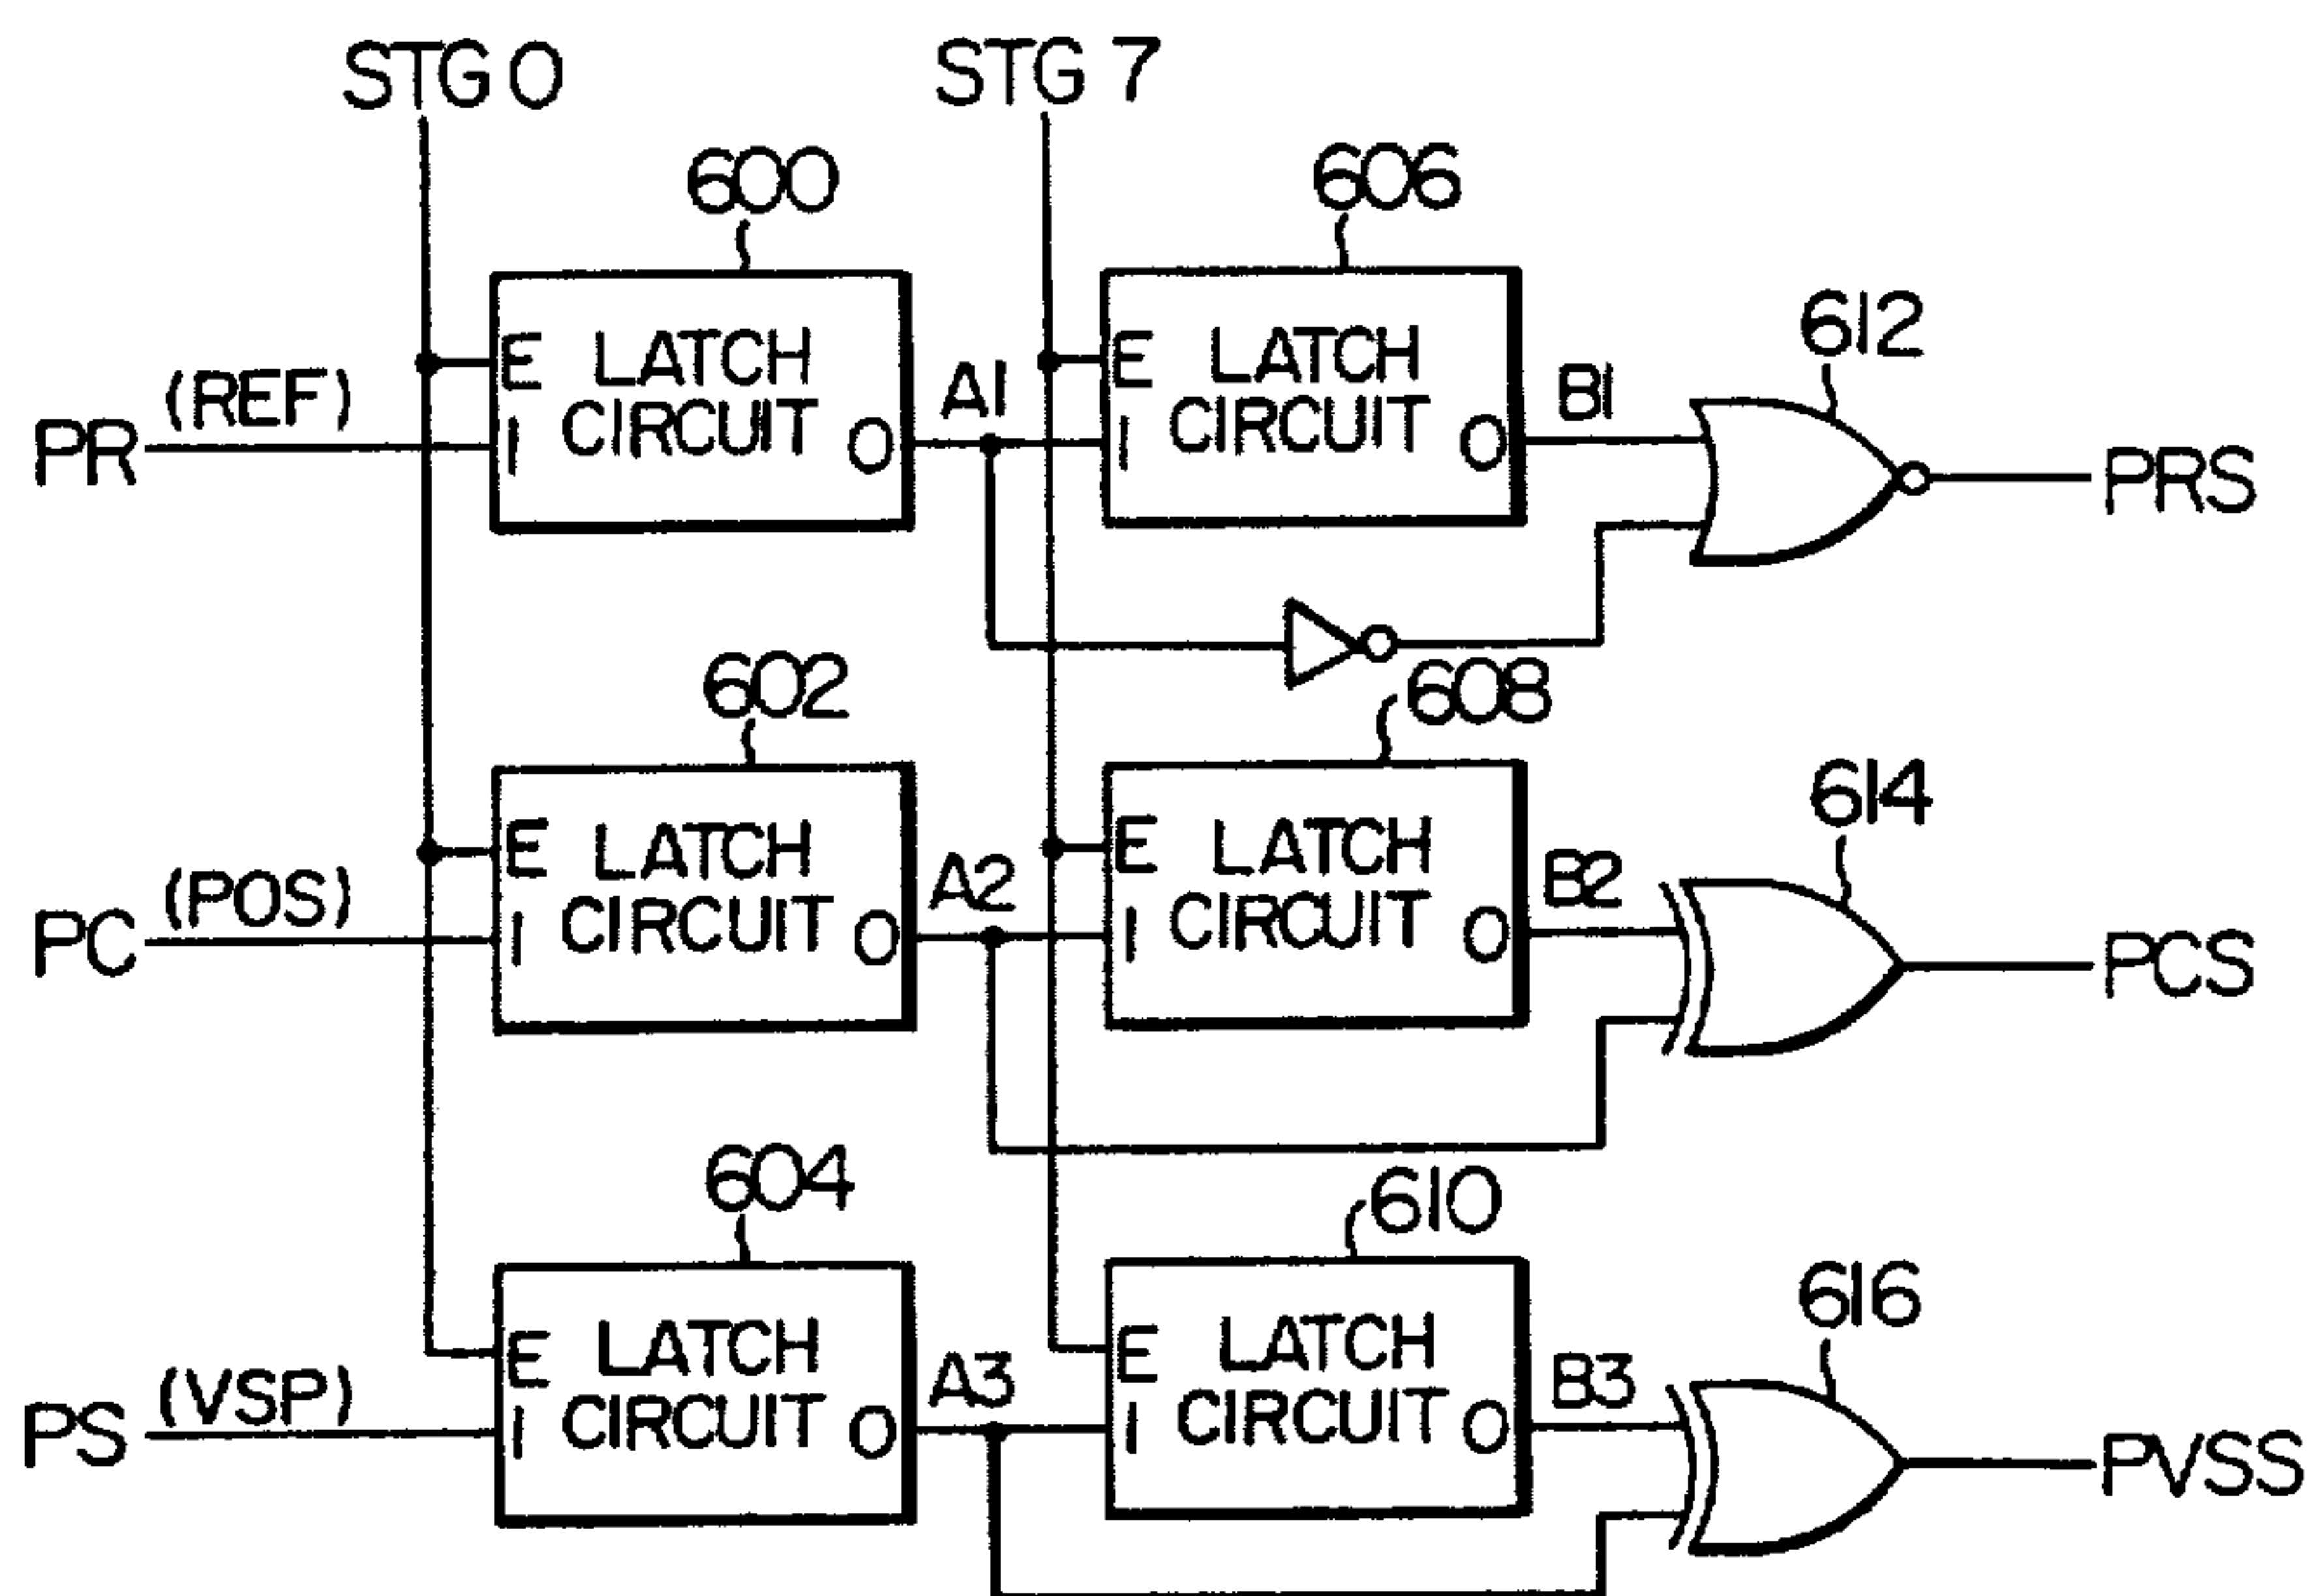 STG 0
STG 7
600
606
612
(REF)
PR
E
LATCH
CIRCUIT
I
O
A1
E
LATCH
CIRCUIT
I
O
B1
PRS
602
608
614
(POS)
PC
E
LATCH
CIRCUIT
I
O
A2
E
LATCH
CIRCUIT
I
O
B2
PCS
604
610
616
(VSP)
PS
E
LATCH
CIRCUIT
I
O
A3
E
LATCH
CIRCUIT
I
O
B3
PVSS